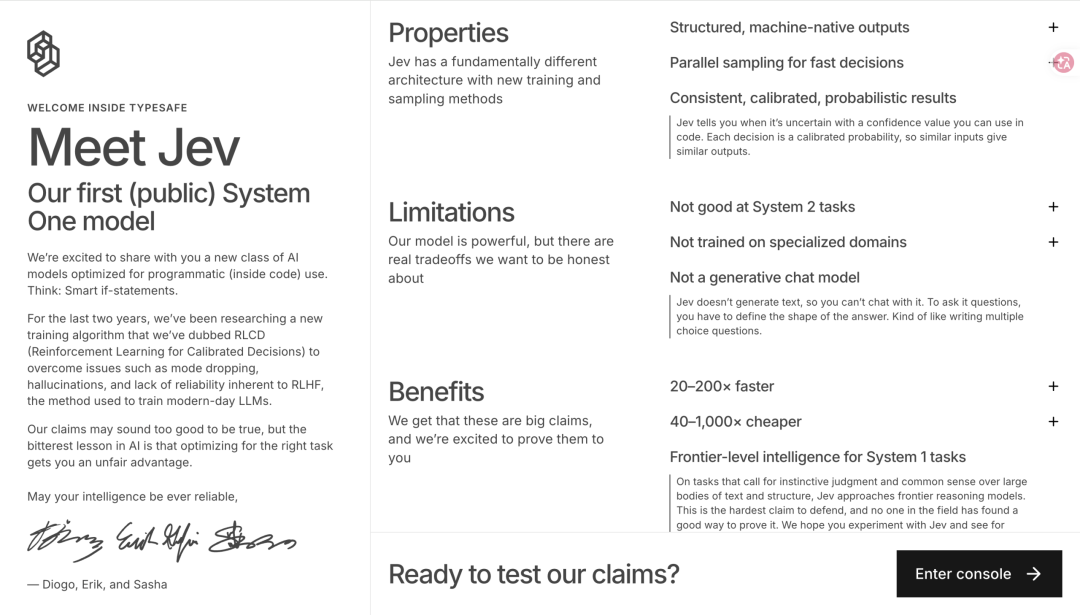 WELCOME INSIDE TYPESAFE
Meet Jev
Our first (public) System
One model
We’re excited to share with you a new class of AI
models optimized for programmatic (inside code) use.
Think: Smart if-statements.
For the last two years, we’ve been researching a new
training algorithm that we’ve dubbed RLCD
(Reinforcement Learning for Calibrated Decisions) to
overcome issues such as mode dropping,
hallucinations, and lack of reliability inherent to RLHF,
the method used to train modern-day LLMs.
Our claims may sound too good to be true, but the
bitterest lesson in AI is that optimizing for the right task
gets you an unfair advantage.
May your intelligence be ever reliable,
— Diogo, Erik, and Sasha
Properties
Jev has a fundamentally different
architecture with new training and
sampling methods
Structured, machine-native outputs
Parallel sampling for fast decisions
Consistent, calibrated, probabilistic results
Jev tells you when it’s uncertain with a confidence value you can use in
code. Each decision is a calibrated probability, so similar inputs give
similar outputs.
Limitations
Our model is powerful, but there are
real tradeoffs we want to be honest
about
Not good at System 2 tasks
Not trained on specialized domains
Not a generative chat model
Jev doesn’t generate text, so you can’t chat with it. To ask it questions,
you have to define the shape of the answer. Kind of like writing multiple
choice questions.
Benefits
We get that these are big claims,
and we’re excited to prove them to
you
20–200× faster
40–1,000× cheaper
Frontier-level intelligence for System 1 tasks
On tasks that call for instinctive judgment and common sense over large
bodies of text and structure, Jev approaches frontier reasoning models.
This is the hardest claim to defend, and no one in the field has found a
good way to prove it. We hope you experiment with Jev and see for
Ready to test our claims?
Enter console →